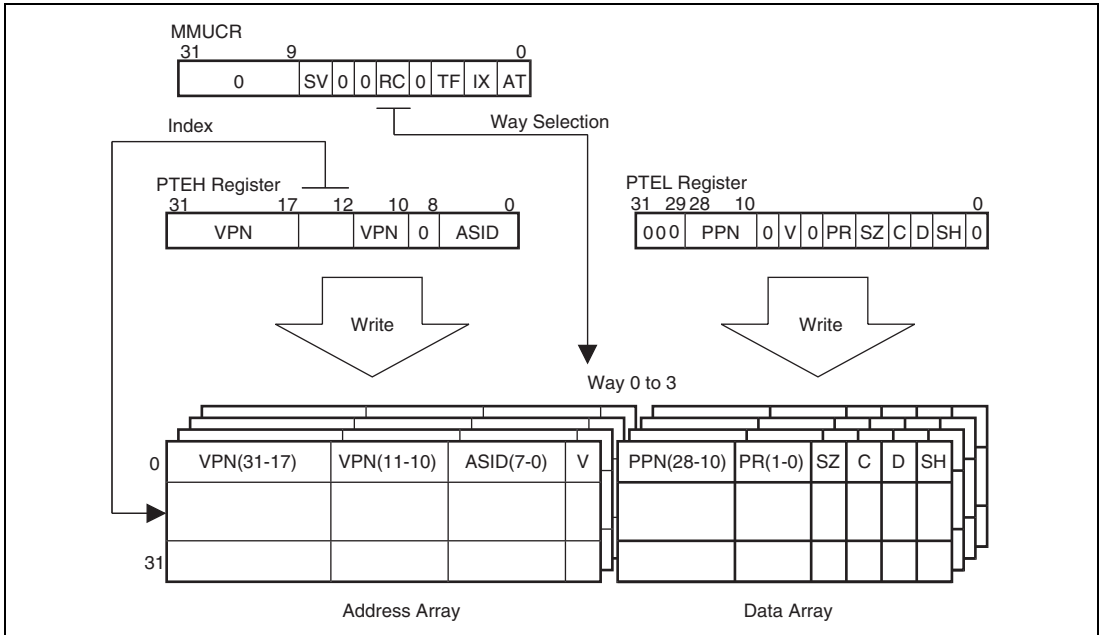 MMUCR
31 9 0
0 SV 0 0 RC 0 TF IX AT
Index
Way Selection
PTEH Register
31 17 12 10 8 0
VPN VPN 0 ASID
PTEL Register
31 29 28 10 0
0 0 0 PPN 0 V 0 PR SZ C D SH 0
Write
Write
Way 0 to 3
0 VPN(31-17) VPN(11-10) ASID(7-0) V
PPN(28-10) PR(1-0) SZ C D SH
31
Address Array
Data Array